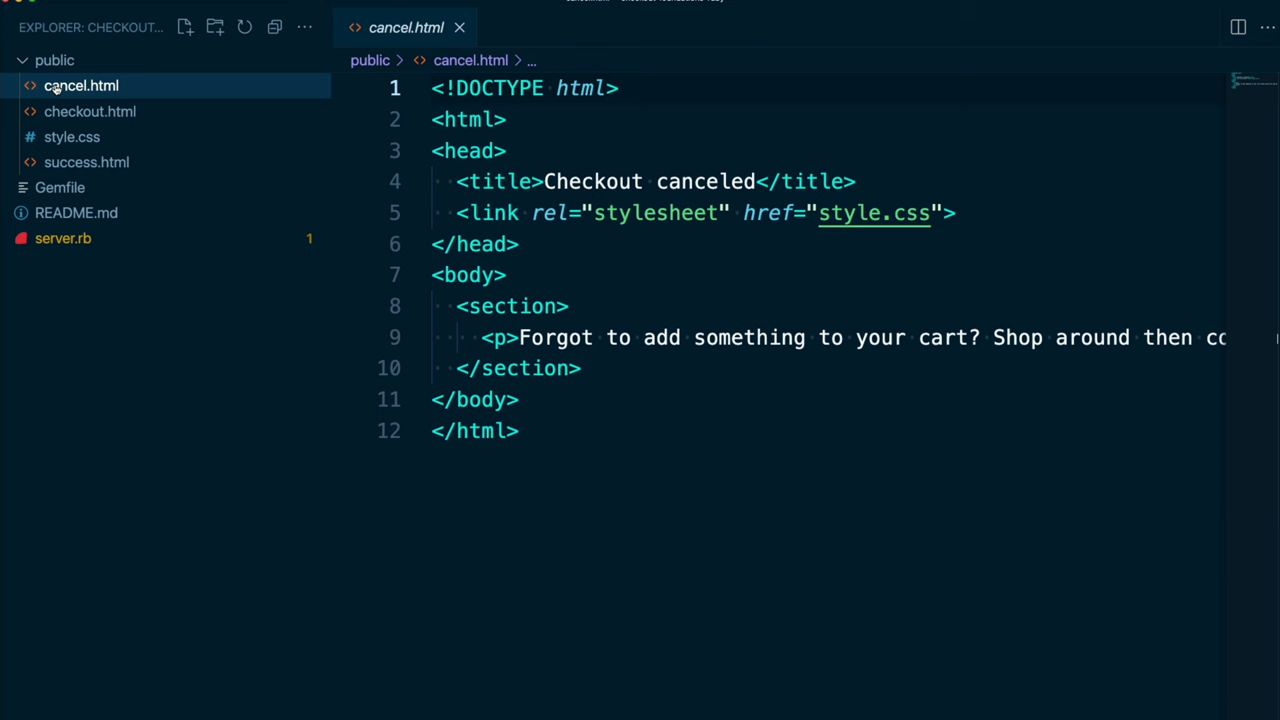 EXPLORER: CHECKOUT...
public
cancel.html
checkout.html
style.css
success.html
Gemfile
README.md
server.rb 1
cancel.html
public > cancel.html > ...
1 <!DOCTYPE html>
2 <html>
3 <head>
4 <title>Checkout canceled</title>
5 <link rel="stylesheet" href="style.css">
6 </head>
7 <body>
8 <section>
9 <p>Forgot to add something to your cart? Shop around then
10 </section>
11 </body>
12 </html>